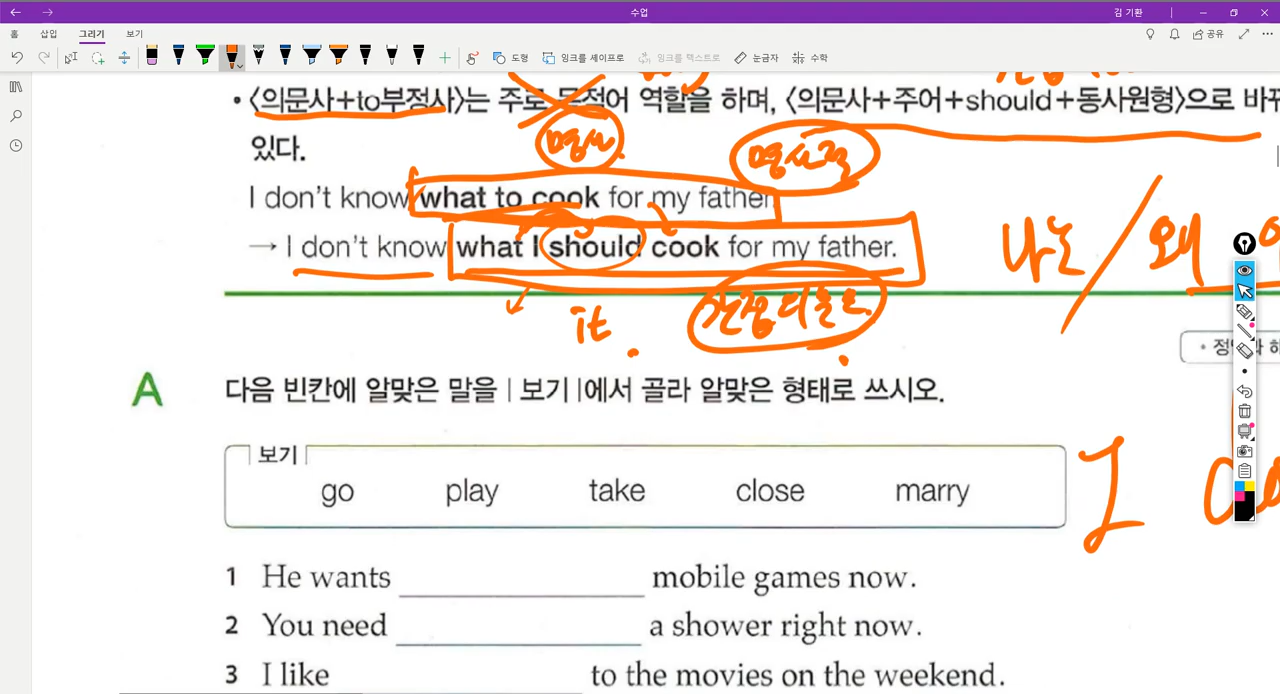 수업
김 기환
홈 삽입 그리기 보기
공유
도형 잉크를 셰이프로 잉크를 텍스트로 눈금자 수학
• 〈의문사+to부정사〉는 주로 목적어 역할을 하며, 〈의문사+주어+should+동사원형〉으로 바꾸
있다.
명사
명사절
I don't know what to cook for my father
→ I don't know what I should cook for my father.
나는 / 왜
it
간접의문문
A 다음 빈칸에 알맞은 말을 | 보기 |에서 골라 알맞은 형태로 쓰시오.
보기
go play take close marry
I
1 He wants mobile games now.
2 You need a shower right now.
3 I like to the movies on the weekend.